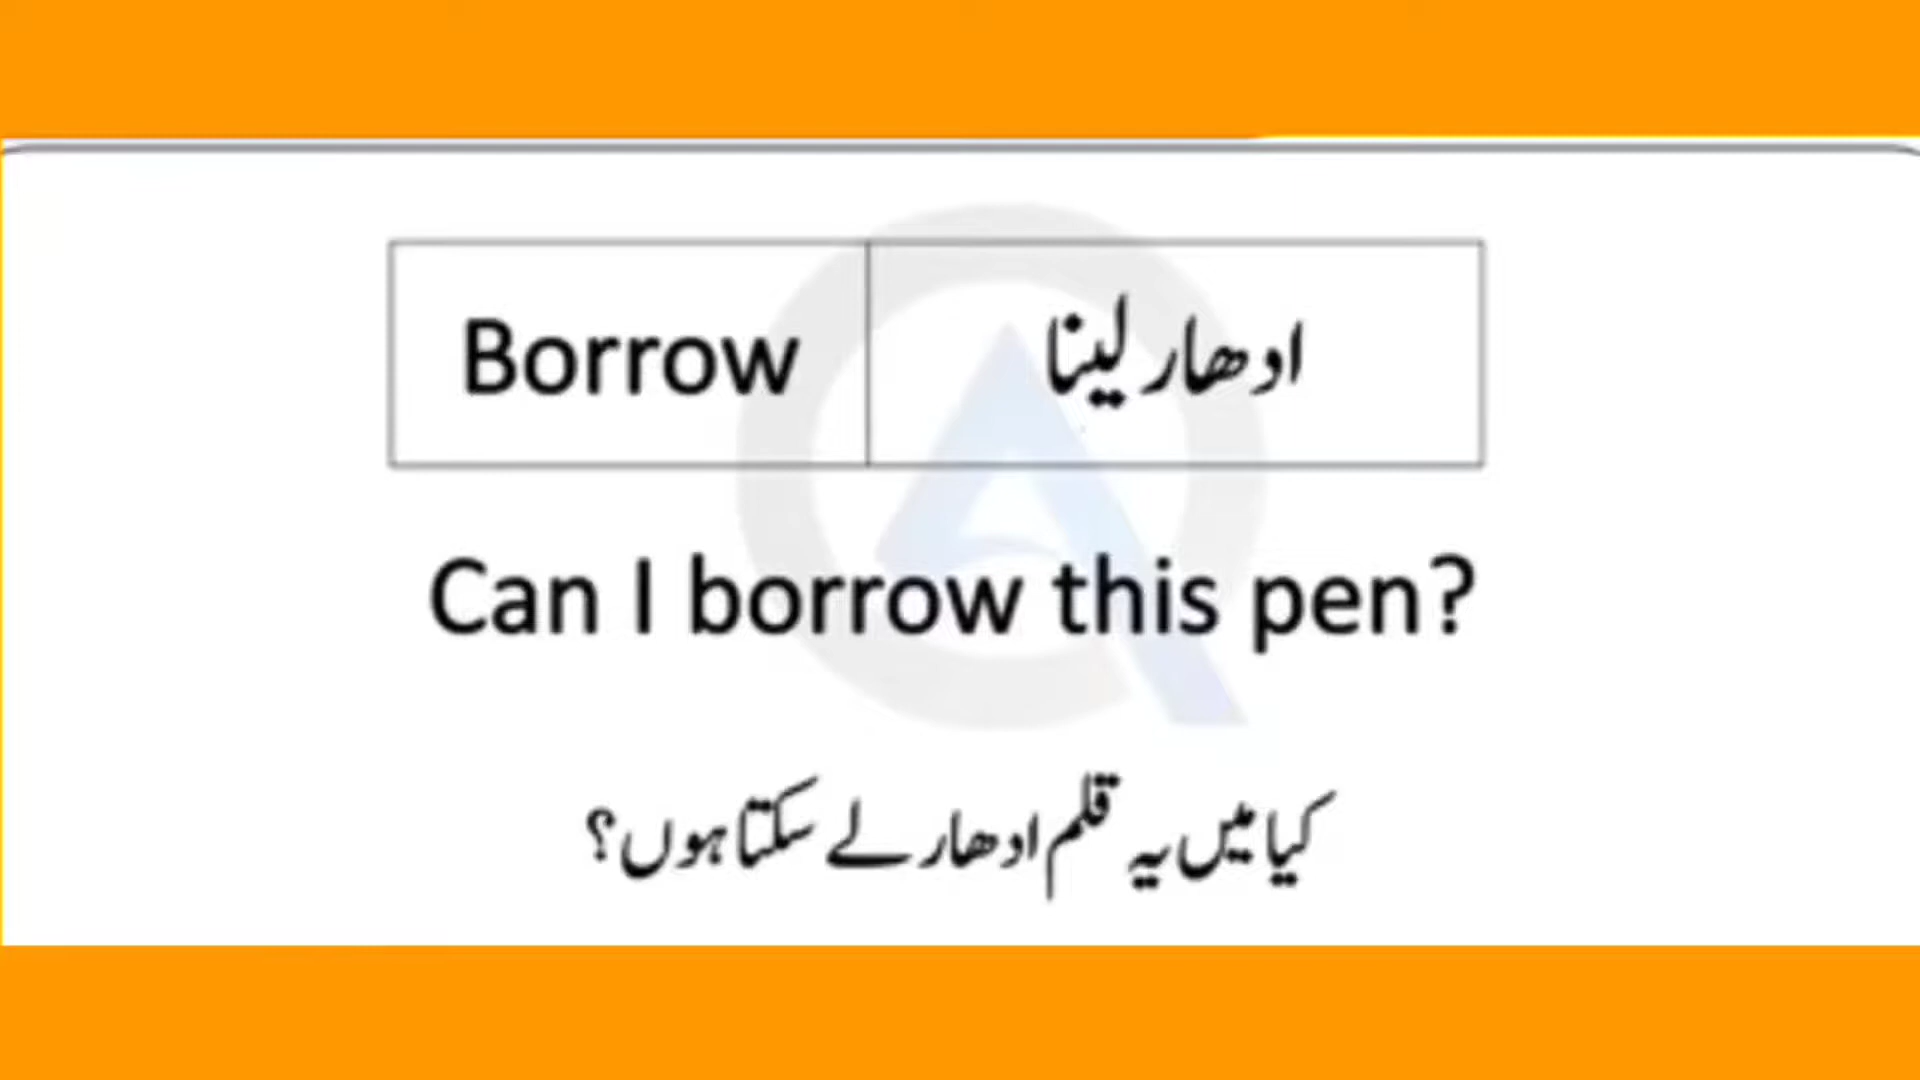 Borrow ادھار لینا
Can I borrow this pen?
کیا میں یہ قلم ادھار لے سکتا ہوں؟